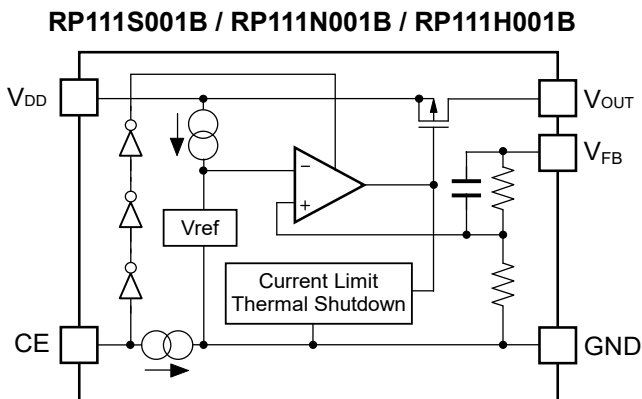 RP111S001B / RP111N001B / RP111H001B
VDD
VOUT
VFB
−
+
Vref
Current Limit
Thermal Shutdown
CE
GND